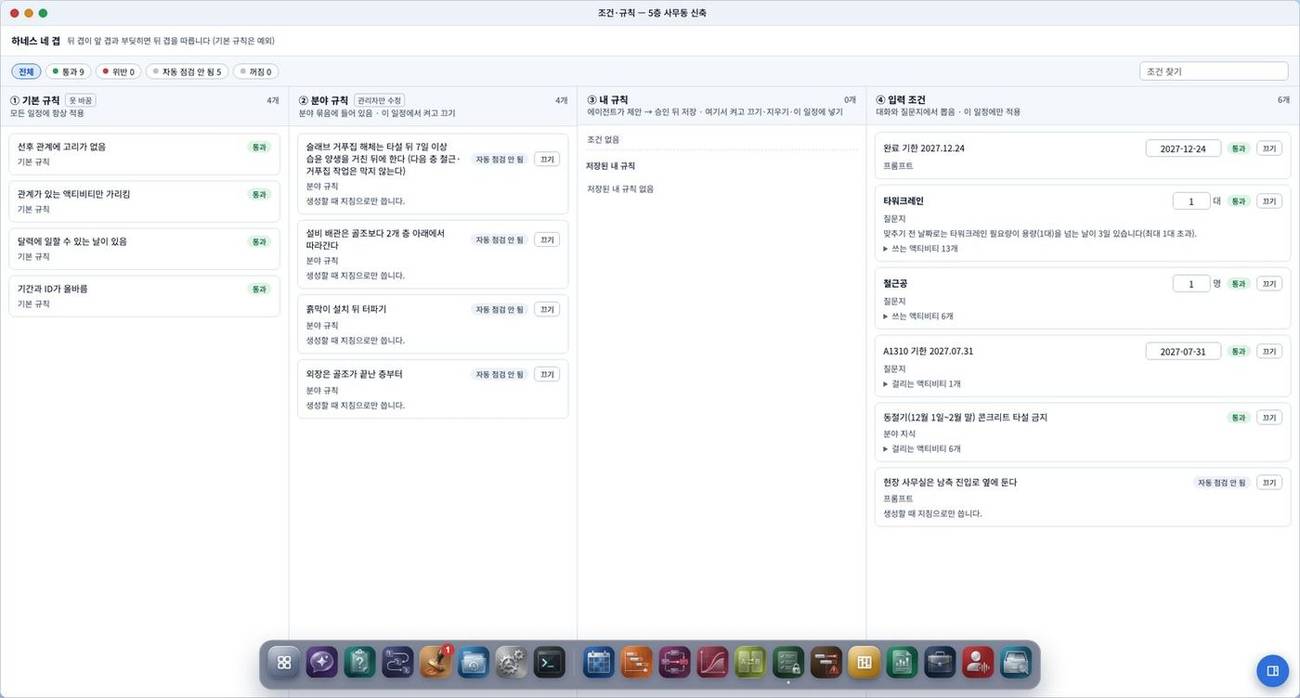 조건·규칙 — 5층 사무동 신축
하네스 네 겹 뒤 겹이 앞 겹과 부딪히면 뒤 겹을 따릅니다 (기본 규칙은 예외)
전체 통과 9 위반 0 자동 점검 안 됨 5 꺼짐 0 조건 찾기
① 기본 규칙 못 바꿈 4개
모든 일정에 항상 적용
선후 관계에 고리가 없음 통과
기본 규칙
관계가 있는 액티비티만 가리킴 통과
기본 규칙
달력에 일할 수 있는 날이 있음 통과
기본 규칙
기간과 ID가 올바름 통과
기본 규칙
② 분야 규칙 관리자만 수정 4개
분야 묶음에 들어 있음 · 이 일정에서 켜고 끄기
슬래브 거푸집 해체는 타설 뒤 7일 이상
습윤 양생을 거친 뒤에 한다 (다음 층 철근·
거푸집 작업은 막지 않는다)
자동 점검 안 됨 끄기
분야 규칙
생성할 때 지침으로만 씁니다.
설비 배관은 골조보다 2개 층 아래에서
따라간다
자동 점검 안 됨 끄기
분야 규칙
생성할 때 지침으로만 씁니다.
흙막이 설치 뒤 터파기 자동 점검 안 됨 끄기
분야 규칙
생성할 때 지침으로만 씁니다.
외장은 골조가 끝난 층부터 자동 점검 안 됨 끄기
분야 규칙
생성할 때 지침으로만 씁니다.
③ 내 규칙 0개
에이전트가 제안 → 승인 뒤 저장 · 여기서 켜고 끄기·지우기·이 일정에 넣기
조건 없음
저장된 내 규칙
저장된 내 규칙 없음
④ 입력 조건 6개
대화와 질문지에서 뽑음 · 이 일정에만 적용
완료 기한 2027.12.24 2027-12-24 통과 끄기
프롬프트
타워크레인 1 대 통과 끄기
질문지
맞추기 전 날짜로는 타워크레인 필요량이 용량(1대)을 넘는 날이 3일 있습니다(최대 1대 초과).
▶ 쓰는 액티비티 13개
철근공 1 명 통과 끄기
질문지
▶ 쓰는 액티비티 6개
A1310 기한 2027.07.31 2027-07-31 통과 끄기
질문지
▶ 걸리는 액티비티 1개
동절기(12월 1일~2월 말) 콘크리트 타설 금지 통과 끄기
분야 지식
▶ 걸리는 액티비티 6개
현장 사무실은 남측 진입로 옆에 둔다 자동 점검 안 됨 끄기
프롬프트
생성할 때 지침으로만 씁니다.
1